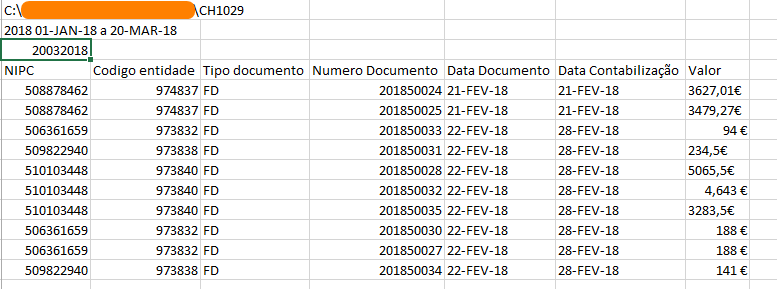 C:\ \CH1029
2018 01-JAN-18 a 20-MAR-18
20032018
NIPC Codigo entidade Tipo documento Numero Documento Data Documento Data Contabilização Valor
508878462 974837 FD 201850024 21-FEV-18 21-FEV-18 3627,01€
508878462 974837 FD 201850025 21-FEV-18 21-FEV-18 3479,27€
506361659 973832 FD 201850033 22-FEV-18 28-FEV-18 94 €
509822940 973838 FD 201850031 22-FEV-18 28-FEV-18 234,5€
510103448 973840 FD 201850028 22-FEV-18 28-FEV-18 5065,5€
510103448 973840 FD 201850032 22-FEV-18 28-FEV-18 4,643 €
510103448 973840 FD 201850035 22-FEV-18 28-FEV-18 3283,5€
506361659 973832 FD 201850030 22-FEV-18 28-FEV-18 188 €
506361659 973832 FD 201850027 22-FEV-18 28-FEV-18 188 €
509822940 973838 FD 201850034 22-FEV-18 28-FEV-18 141 €